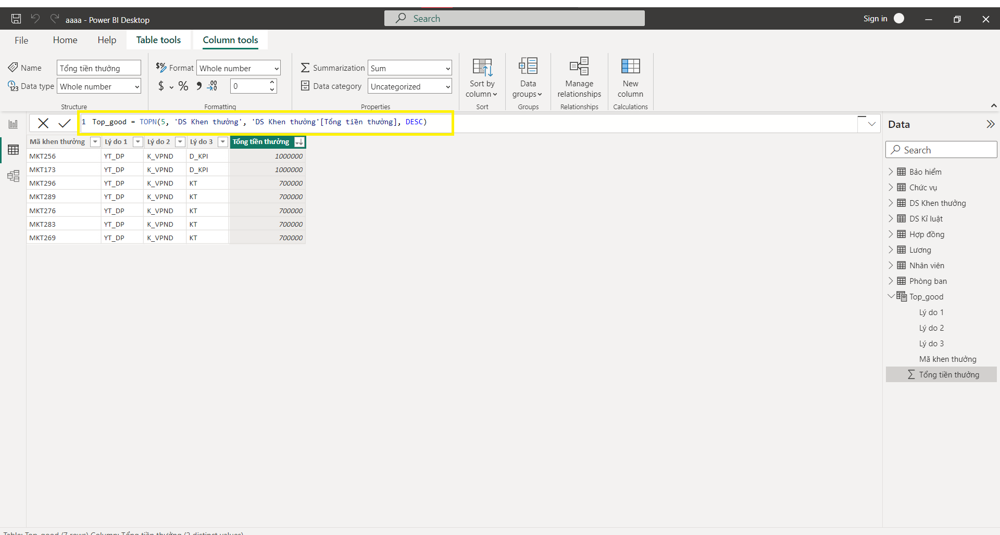 aaaa - Power BI Desktop
Search
Sign in
File
Home
Help
Table tools
Column tools
Name
Tổng tiền thưởng
Data type
Whole number
Structure
Format
Whole number
$
%
0
Formatting
Summarization
Sum
Data category
Uncategorized
Properties
Sort by
column
Sort
Data
groups
Groups
Manage
relationships
Relationships
New
column
Calculations
1 Top_good = TOPN(5, 'DS Khen thưởng', 'DS Khen thưởng'[Tổng tiền thưởng], DESC)
Mã khen thưởng Lý do 1 Lý do 2 Lý do 3 Tổng tiền thưởng
MKT256 YT_DP K_VPND D_KPI 1000000
MKT173 YT_DP K_VPND D_KPI 1000000
MKT296 YT_DP K_VPND KT 700000
MKT289 YT_DP K_VPND KT 700000
MKT276 YT_DP K_VPND KT 700000
MKT283 YT_DP K_VPND KT 700000
MKT269 YT_DP K_VPND KT 700000
Data
Search
Bảo hiểm
Chức vụ
DS Khen thưởng
DS Kỉ luật
Hợp đồng
Lương
Nhân viên
Phòng ban
Top_good
Lý do 1
Lý do 2
Lý do 3
Mã khen thưởng
Tổng tiền thưởng
Table: Top_good (7 rows) Column: Tổng tiền thưởng (2 distinct values)